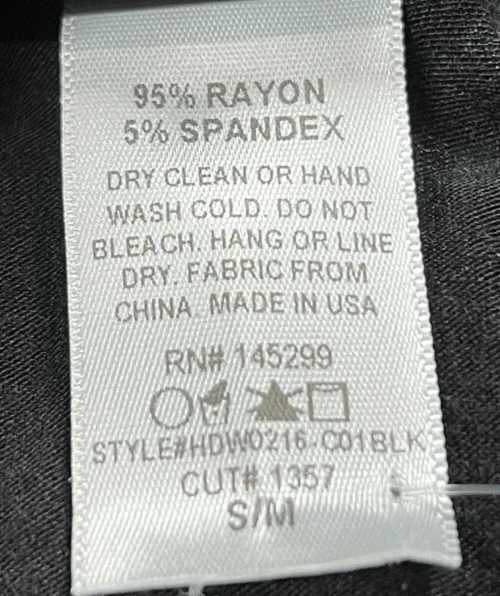 95% RAYON
5% SPANDEX
DRY CLEAN OR HAND
WASH COLD. DO NOT
BLEACH. HANG OR LINE
DRY. FABRIC FROM
CHINA. MADE IN USA
RN# 145299
STYLE#HDW0216-C01BLK
CUT# 1357
S/M